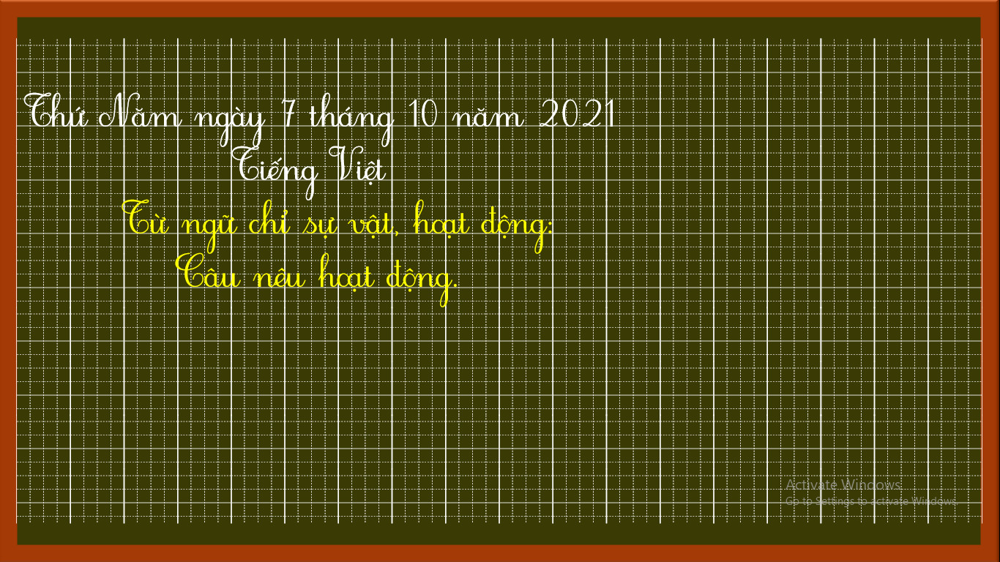 Thứ Năm ngày 7 tháng 10 năm 2021
Tiếng Việt
Từ ngữ chỉ sự vật, hoạt động:
Câu nêu hoạt động.
Activate Windows
Go to Settings to activate Windows.